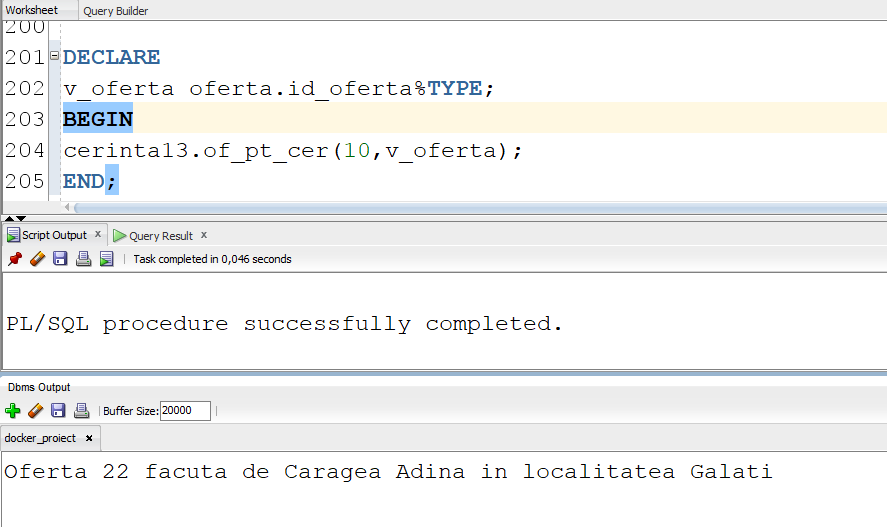 Worksheet Query Builder
200
201 DECLARE
202 v_oferta oferta.id_oferta%TYPE;
203 BEGIN
204 cerinta13.of_pt_cer(10,v_oferta);
205 END;
Script Output x Query Result x
Task completed in 0,046 seconds
PL/SQL procedure successfully completed.
Dbms Output
Buffer Size: 20000
docker_proiect x
Oferta 22 facuta de Caragea Adina in localitatea Galati